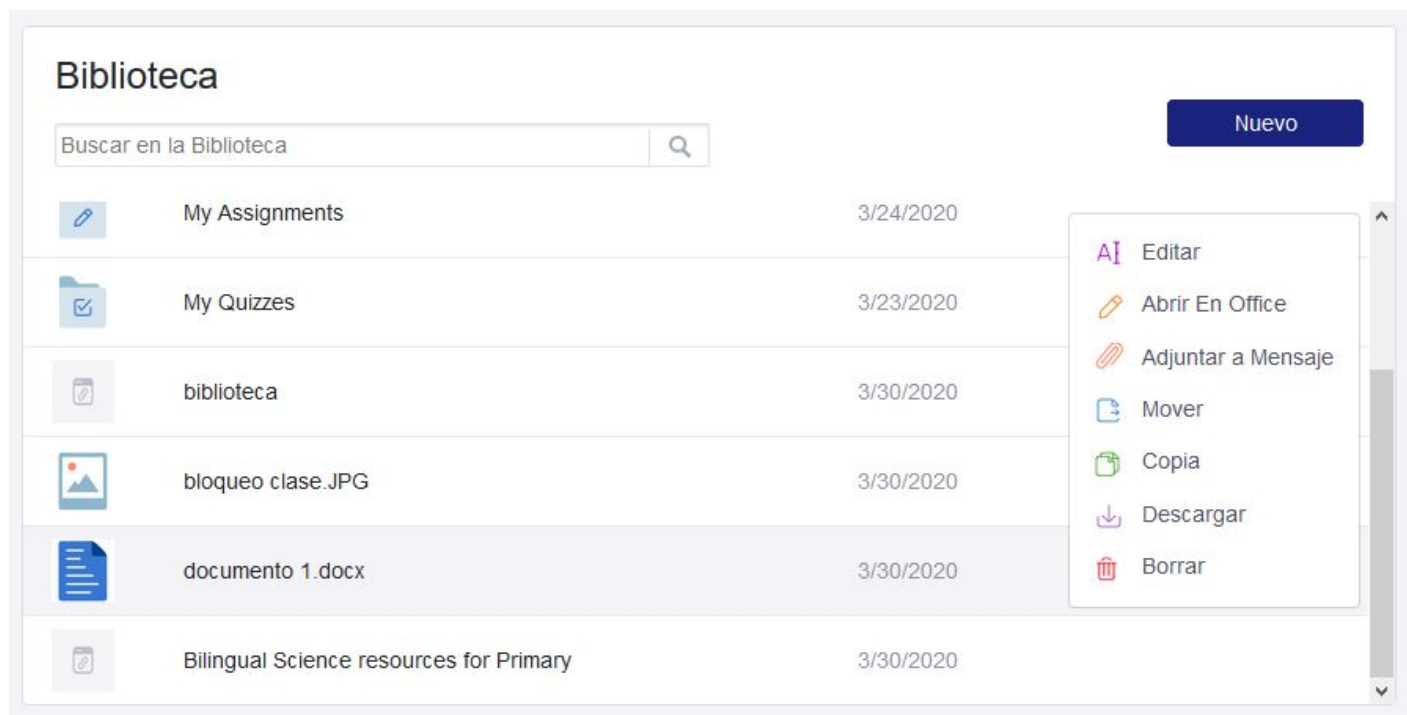 Biblioteca
Nuevo
Buscar en la Biblioteca
My Assignments 3/24/2020
My Quizzes 3/23/2020
biblioteca 3/30/2020
bloqueo clase.JPG 3/30/2020
documento 1.docx 3/30/2020
Bilingual Science resources for Primary 3/30/2020
AI Editar
Abrir En Office
Adjuntar a Mensaje
Mover
Copia
Descargar
Borrar